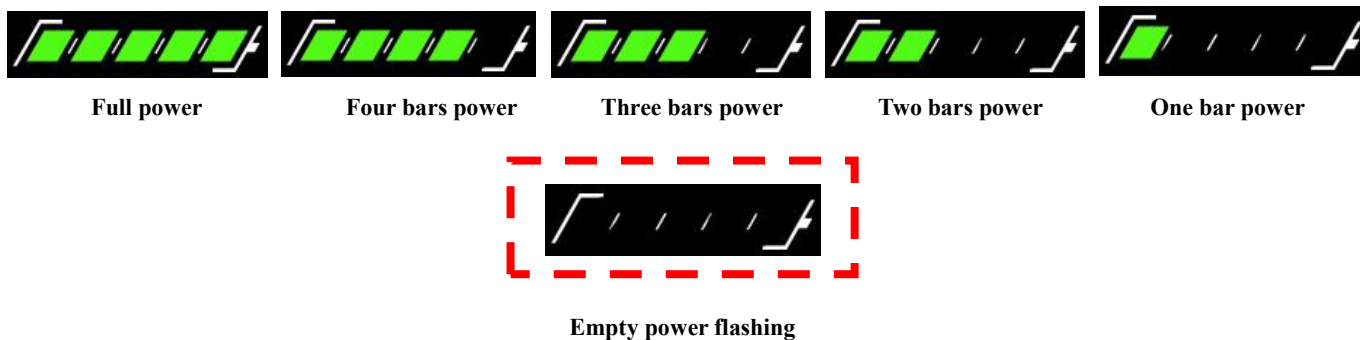 Full power
Four bars power
Three bars power
Two bars power
One bar power
Empty power flashing